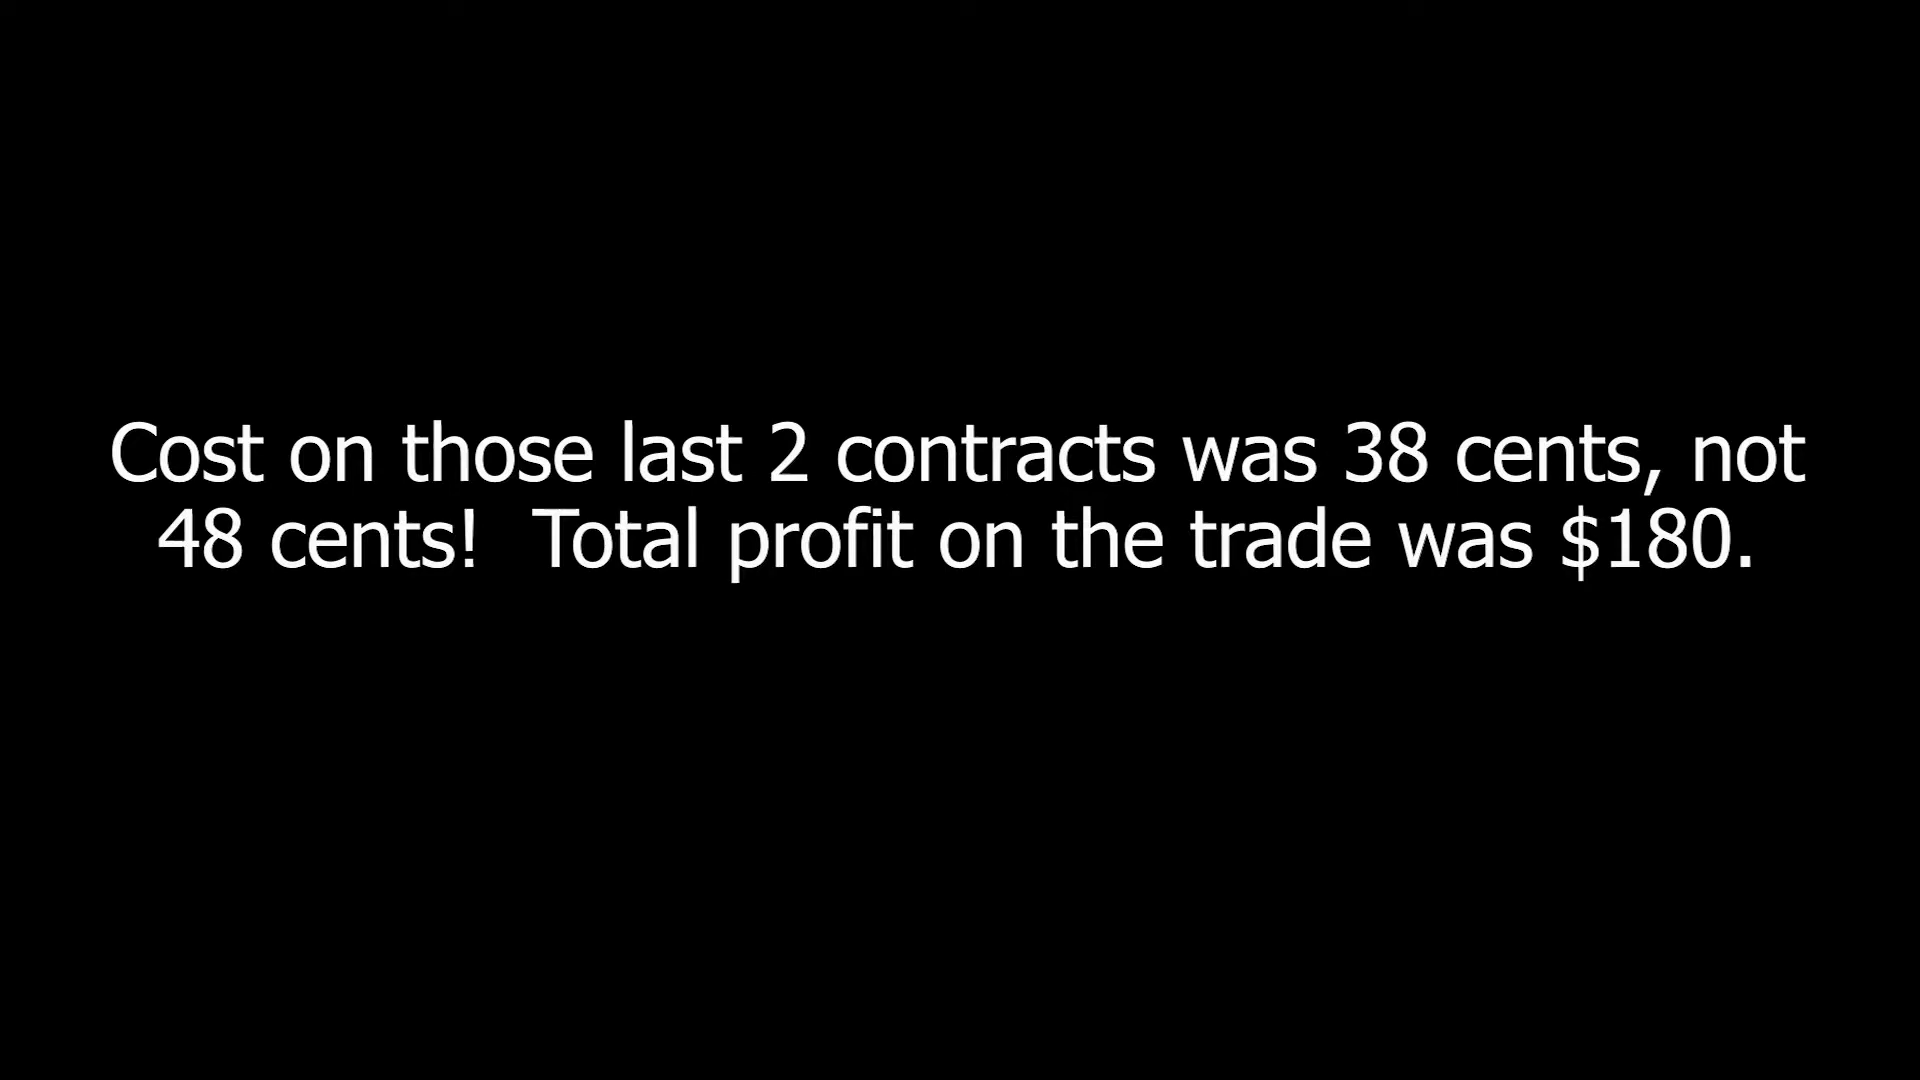 Cost on those last 2 contracts was 38 cents, not
48 cents!  Total profit on the trade was $180.